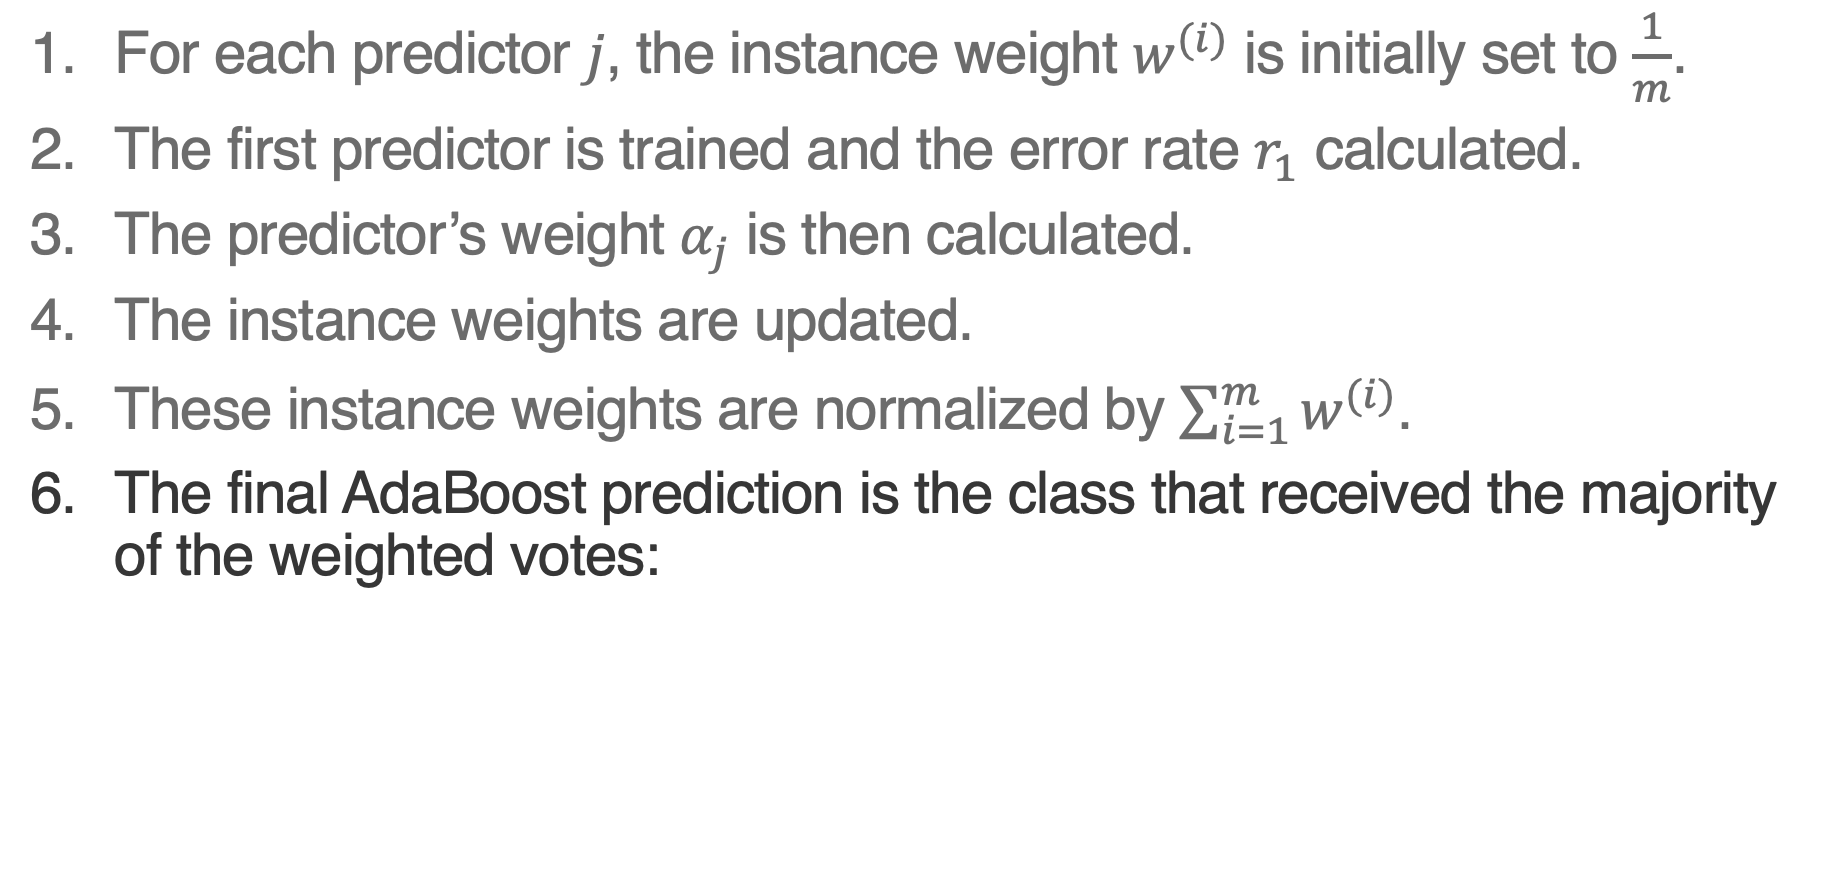 1. For each predictor 𝑗, the instance weight 𝑤⁽ⁱ⁾ is initially set to 1/𝑚.
2. The first predictor is trained and the error rate 𝑟₁ calculated.
3. The predictor’s weight 𝛼ⱼ is then calculated.
4. The instance weights are updated.
5. These instance weights are normalized by ∑ᵢ₌₁ᵐ 𝑤⁽ⁱ⁾.
6. The final AdaBoost prediction is the class that received the majority
of the weighted votes: